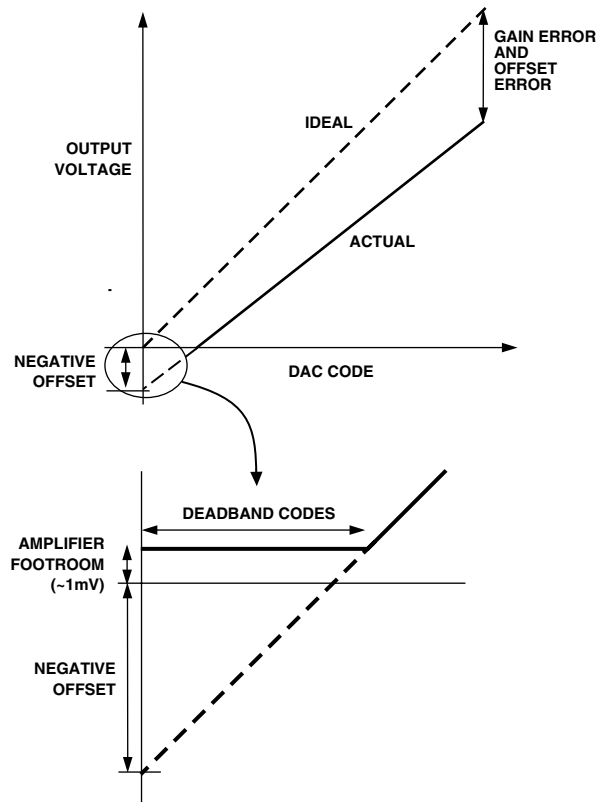 GAIN ERROR
AND
OFFSET
ERROR
IDEAL
OUTPUT
VOLTAGE
ACTUAL
NEGATIVE
OFFSET
DAC CODE
DEADBAND CODES
AMPLIFIER
FOOTROOM
(~1mV)
NEGATIVE
OFFSET